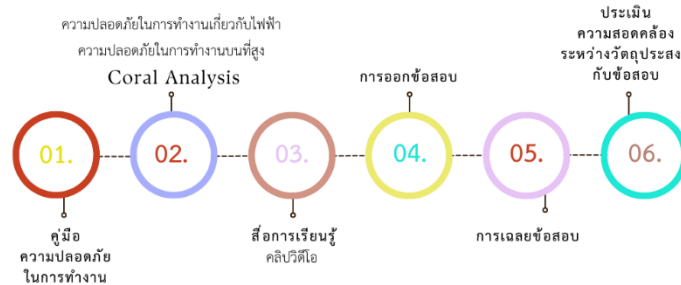 ความปลอดภัยในการทำงานเกี่ยวกับไฟฟ้า
ความปลอดภัยในการทำงานบนที่สูง
Coral Analysis
การออกข้อสอบ
ประเมิน
ความสอดคล้อง
ระหว่างวัตถุประสง
กับข้อสอบ
01.
02.
03.
04.
05.
06.
คู่มือ
ความปลอดภัย
ในการทำงาน
สื่อการเรียนรู้
คลิปวิดีโอ
การเฉลยข้อสอบ